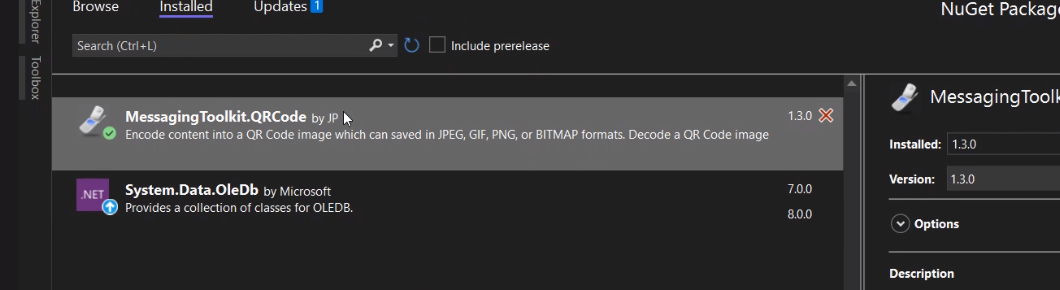 Explorer
Toolbox
Browse Installed Updates 1
NuGet Package
Search (Ctrl+L) Include prerelease
MessagingToolkit.QRCode by JP 1.3.0
Encode content into a QR Code image which can saved in JPEG, GIF, PNG, or BITMAP formats. Decode a QR Code image
.NET
System.Data.OleDb by Microsoft 7.0.0
Provides a collection of classes for OLEDB.
8.0.0
MessagingToolk
Installed: 1.3.0
Version: 1.3.0
Options
Description